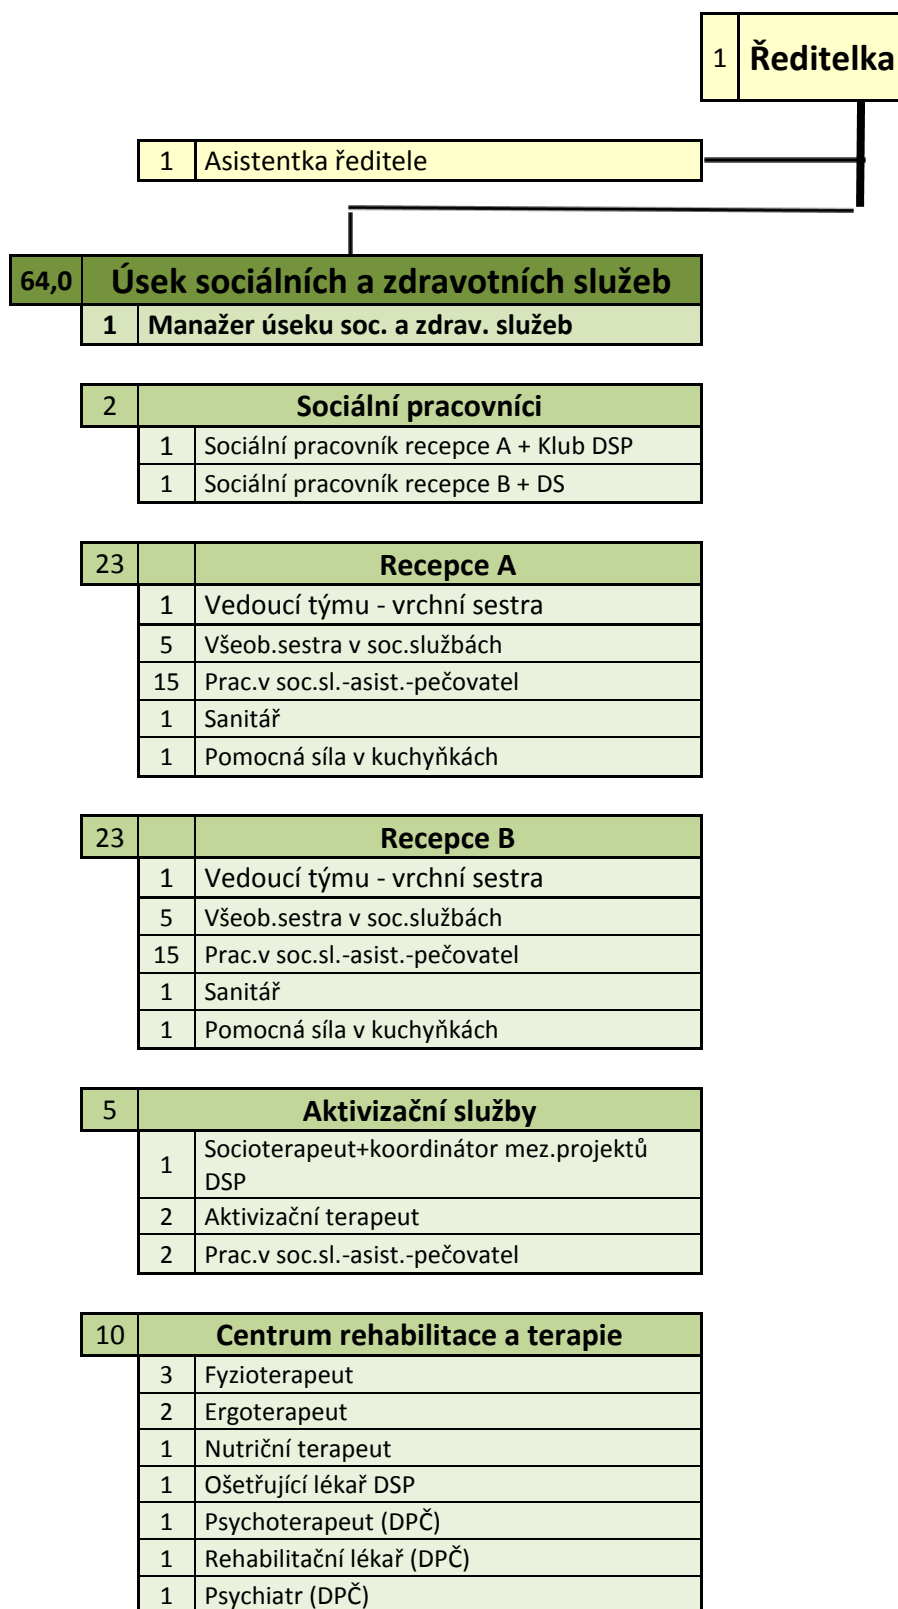 1 Ředitelka
1 Asistentka ředitele
64,0 Úsek sociálních a zdravotních služeb
1 Manažer úseku soc. a zdrav. služeb
2 Sociální pracovníci
1 Sociální pracovník recepce A + Klub DSP
1 Sociální pracovník recepce B + DS
23 Recepce A
1 Vedoucí týmu - vrchní sestra
5 Všeob.sestra v soc.službách
15 Prac.v soc.sl.-asist.-pečovatel
1 Sanitář
1 Pomocná síla v kuchyňkách
23 Recepce B
1 Vedoucí týmu - vrchní sestra
5 Všeob.sestra v soc.službách
15 Prac.v soc.sl.-asist.-pečovatel
1 Sanitář
1 Pomocná síla v kuchyňkách
5 Aktivizační služby
1 Socioterapeut+koordinátor mez.projektů
DSP
2 Aktivizační terapeut
2 Prac.v soc.sl.-asist.-pečovatel
10 Centrum rehabilitace a terapie
3 Fyzioterapeut
2 Ergoterapeut
1 Nutriční terapeut
1 Ošetřující lékař DSP
1 Psychoterapeut (DPČ)
1 Rehabilitační lékař (DPČ)
1 Psychiatr (DPČ)